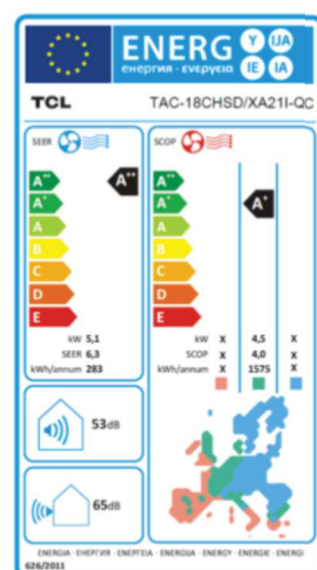 ENERG Y IJA
енергия · ενεργεια IE IA
TCL TAC-18CHSD/XA21I-QC
SEER SCOP
A++ A++ A++
A+ A+ A+
A A
B B
C C
D D
E E
kW 5,1 kW X 4,5 X
SEER 6,3 SCOP X 4,0 X
kWh/annum 283 kWh/annum X 1575 X
53dB
65dB
ENERGIA · ЕНЕРГИЯ · ΕΝΕΡΓΕΙΑ · ENERGIJA · ENERGY · ENERGIE · ENERGI
626/2011